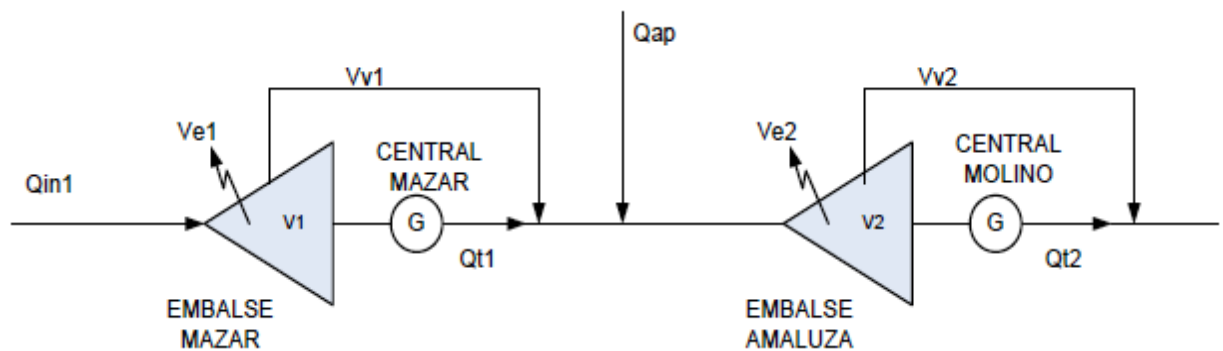 Qap
Vv1
Vv2
Ve1
CENTRAL
MAZAR
Ve2
CENTRAL
MOLINO
Qin1
V1
G
V2
G
Qt1
Qt2
EMBALSE
MAZAR
EMBALSE
AMALUZA